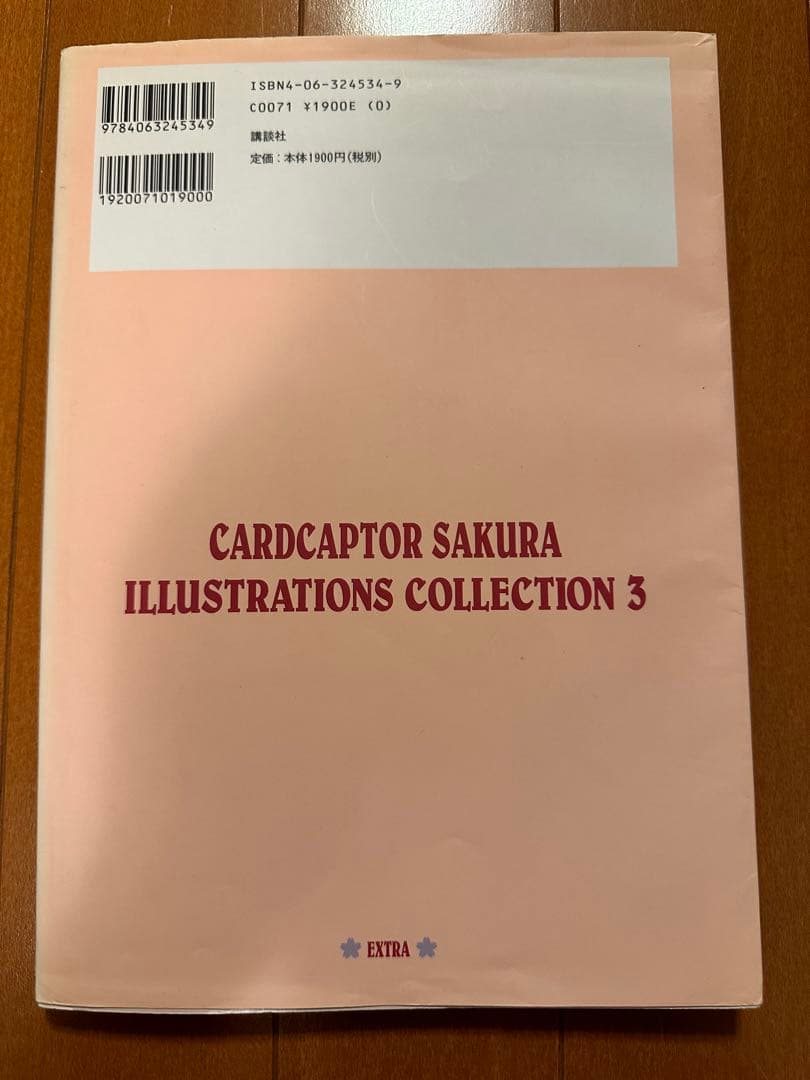 ISBN4-06-324534-9
C0071 ¥1900E (0)
9784063245349
講談社
定価：本体1900円(税別)
1920071019000
CARDCAPTOR SAKURA
ILLUSTRATIONS COLLECTION 3
EXTRA